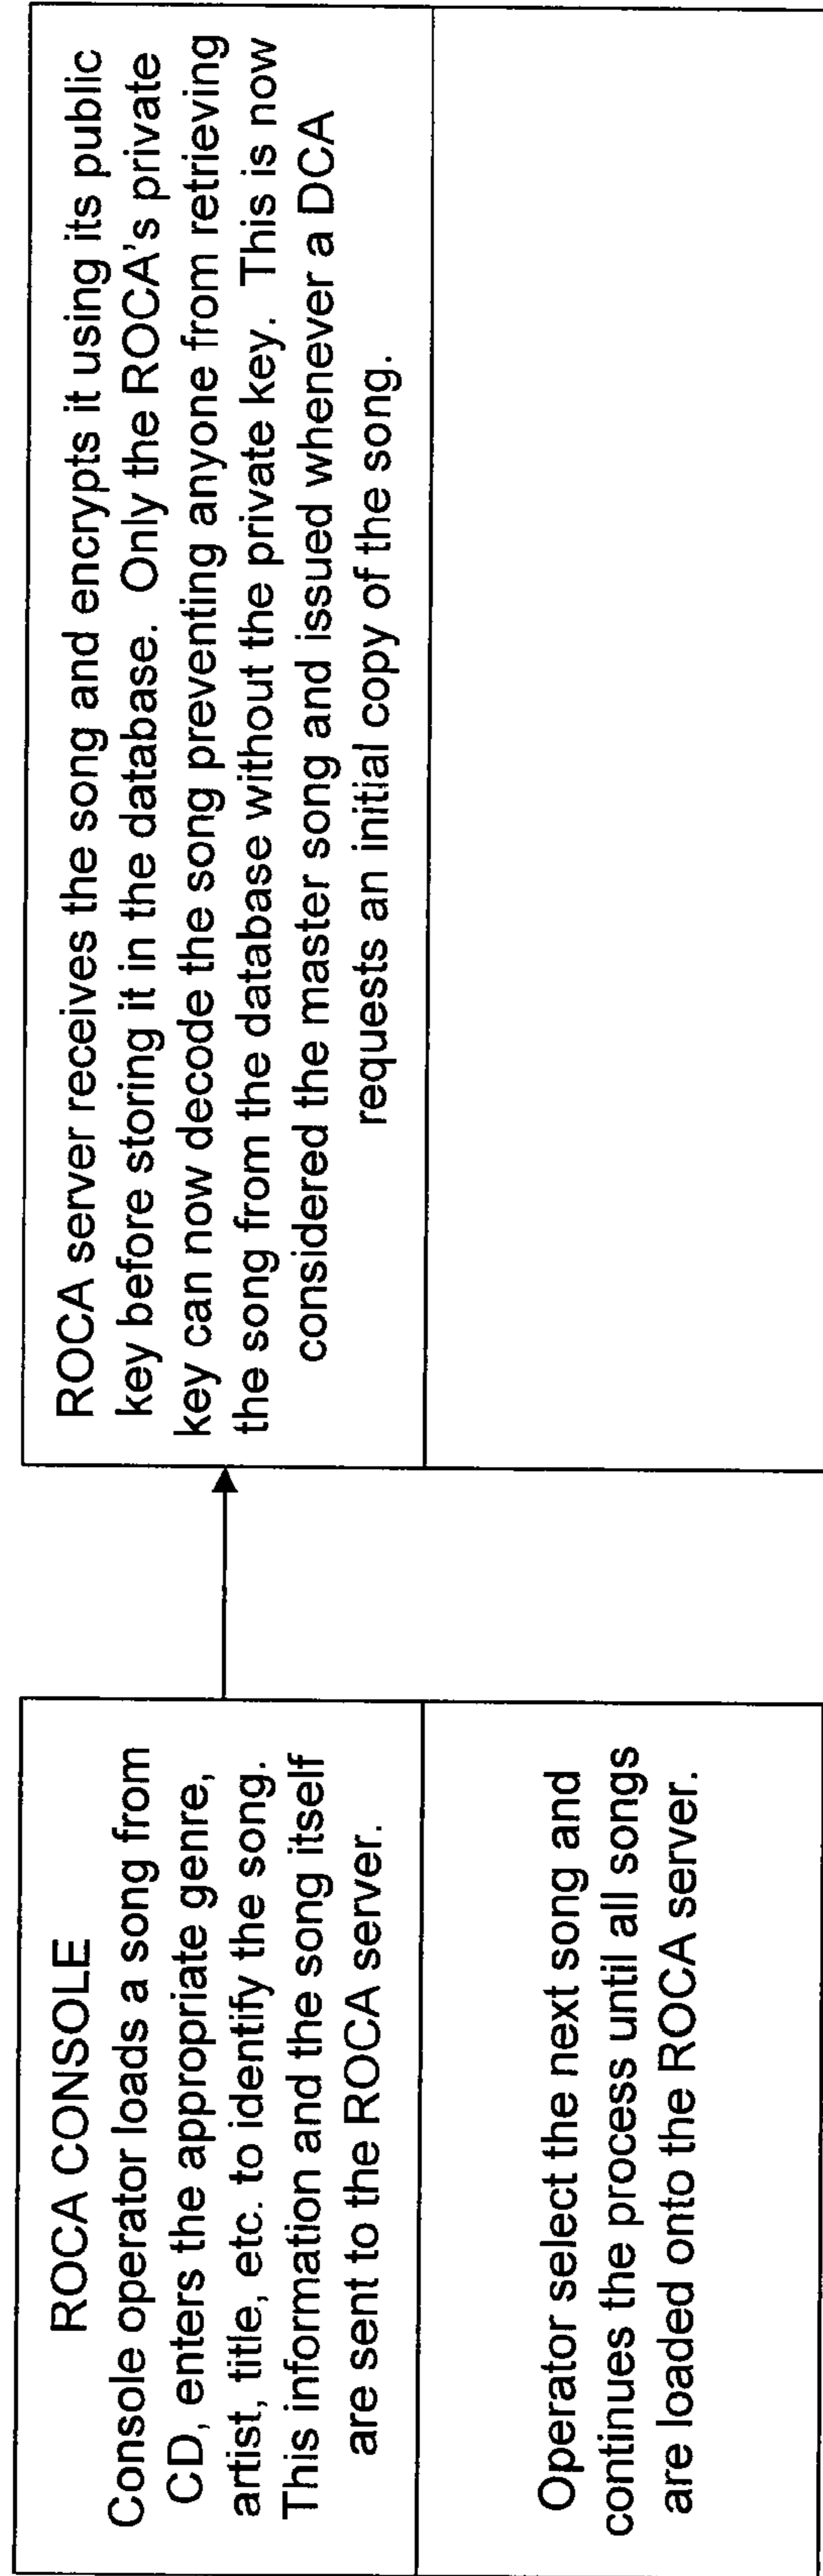 ROCA CONSOLE
Console operator loads a song from
CD, enters the appropriate genre,
artist, title, etc. to identify the song.
This information and the song itself
are sent to the ROCA server.
Operator select the next song and
continues the process until all songs
are loaded onto the ROCA server.
ROCA server receives the song and encrypts it using its public
key before storing it in the database.  Only the ROCA's private
key can now decode the song preventing anyone from retrieving
the song from the database without the private key.  This is now
considered the master song and issued whenever a DCA
requests an initial copy of the song.